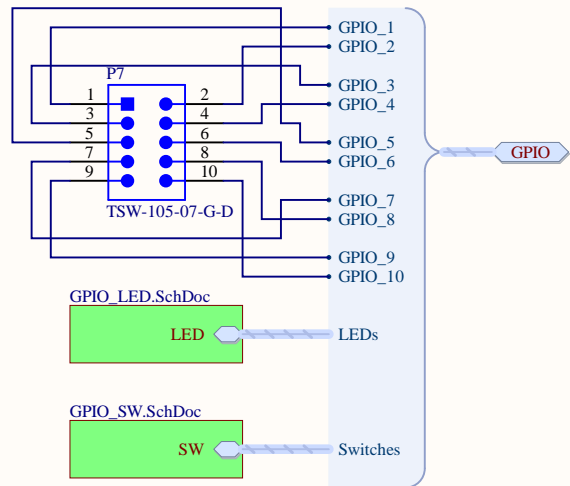 GPIO_1
GPIO_2
P7
GPIO_3
1 2
GPIO_4
3 4
5 6
GPIO_5
7 8
GPIO_6
GPIO
9 10
GPIO_7
TSW-105-07-G-D
GPIO_8
GPIO_9
GPIO_10
GPIO_LED.SchDoc
LED
LEDs
GPIO_SW.SchDoc
SW
Switches